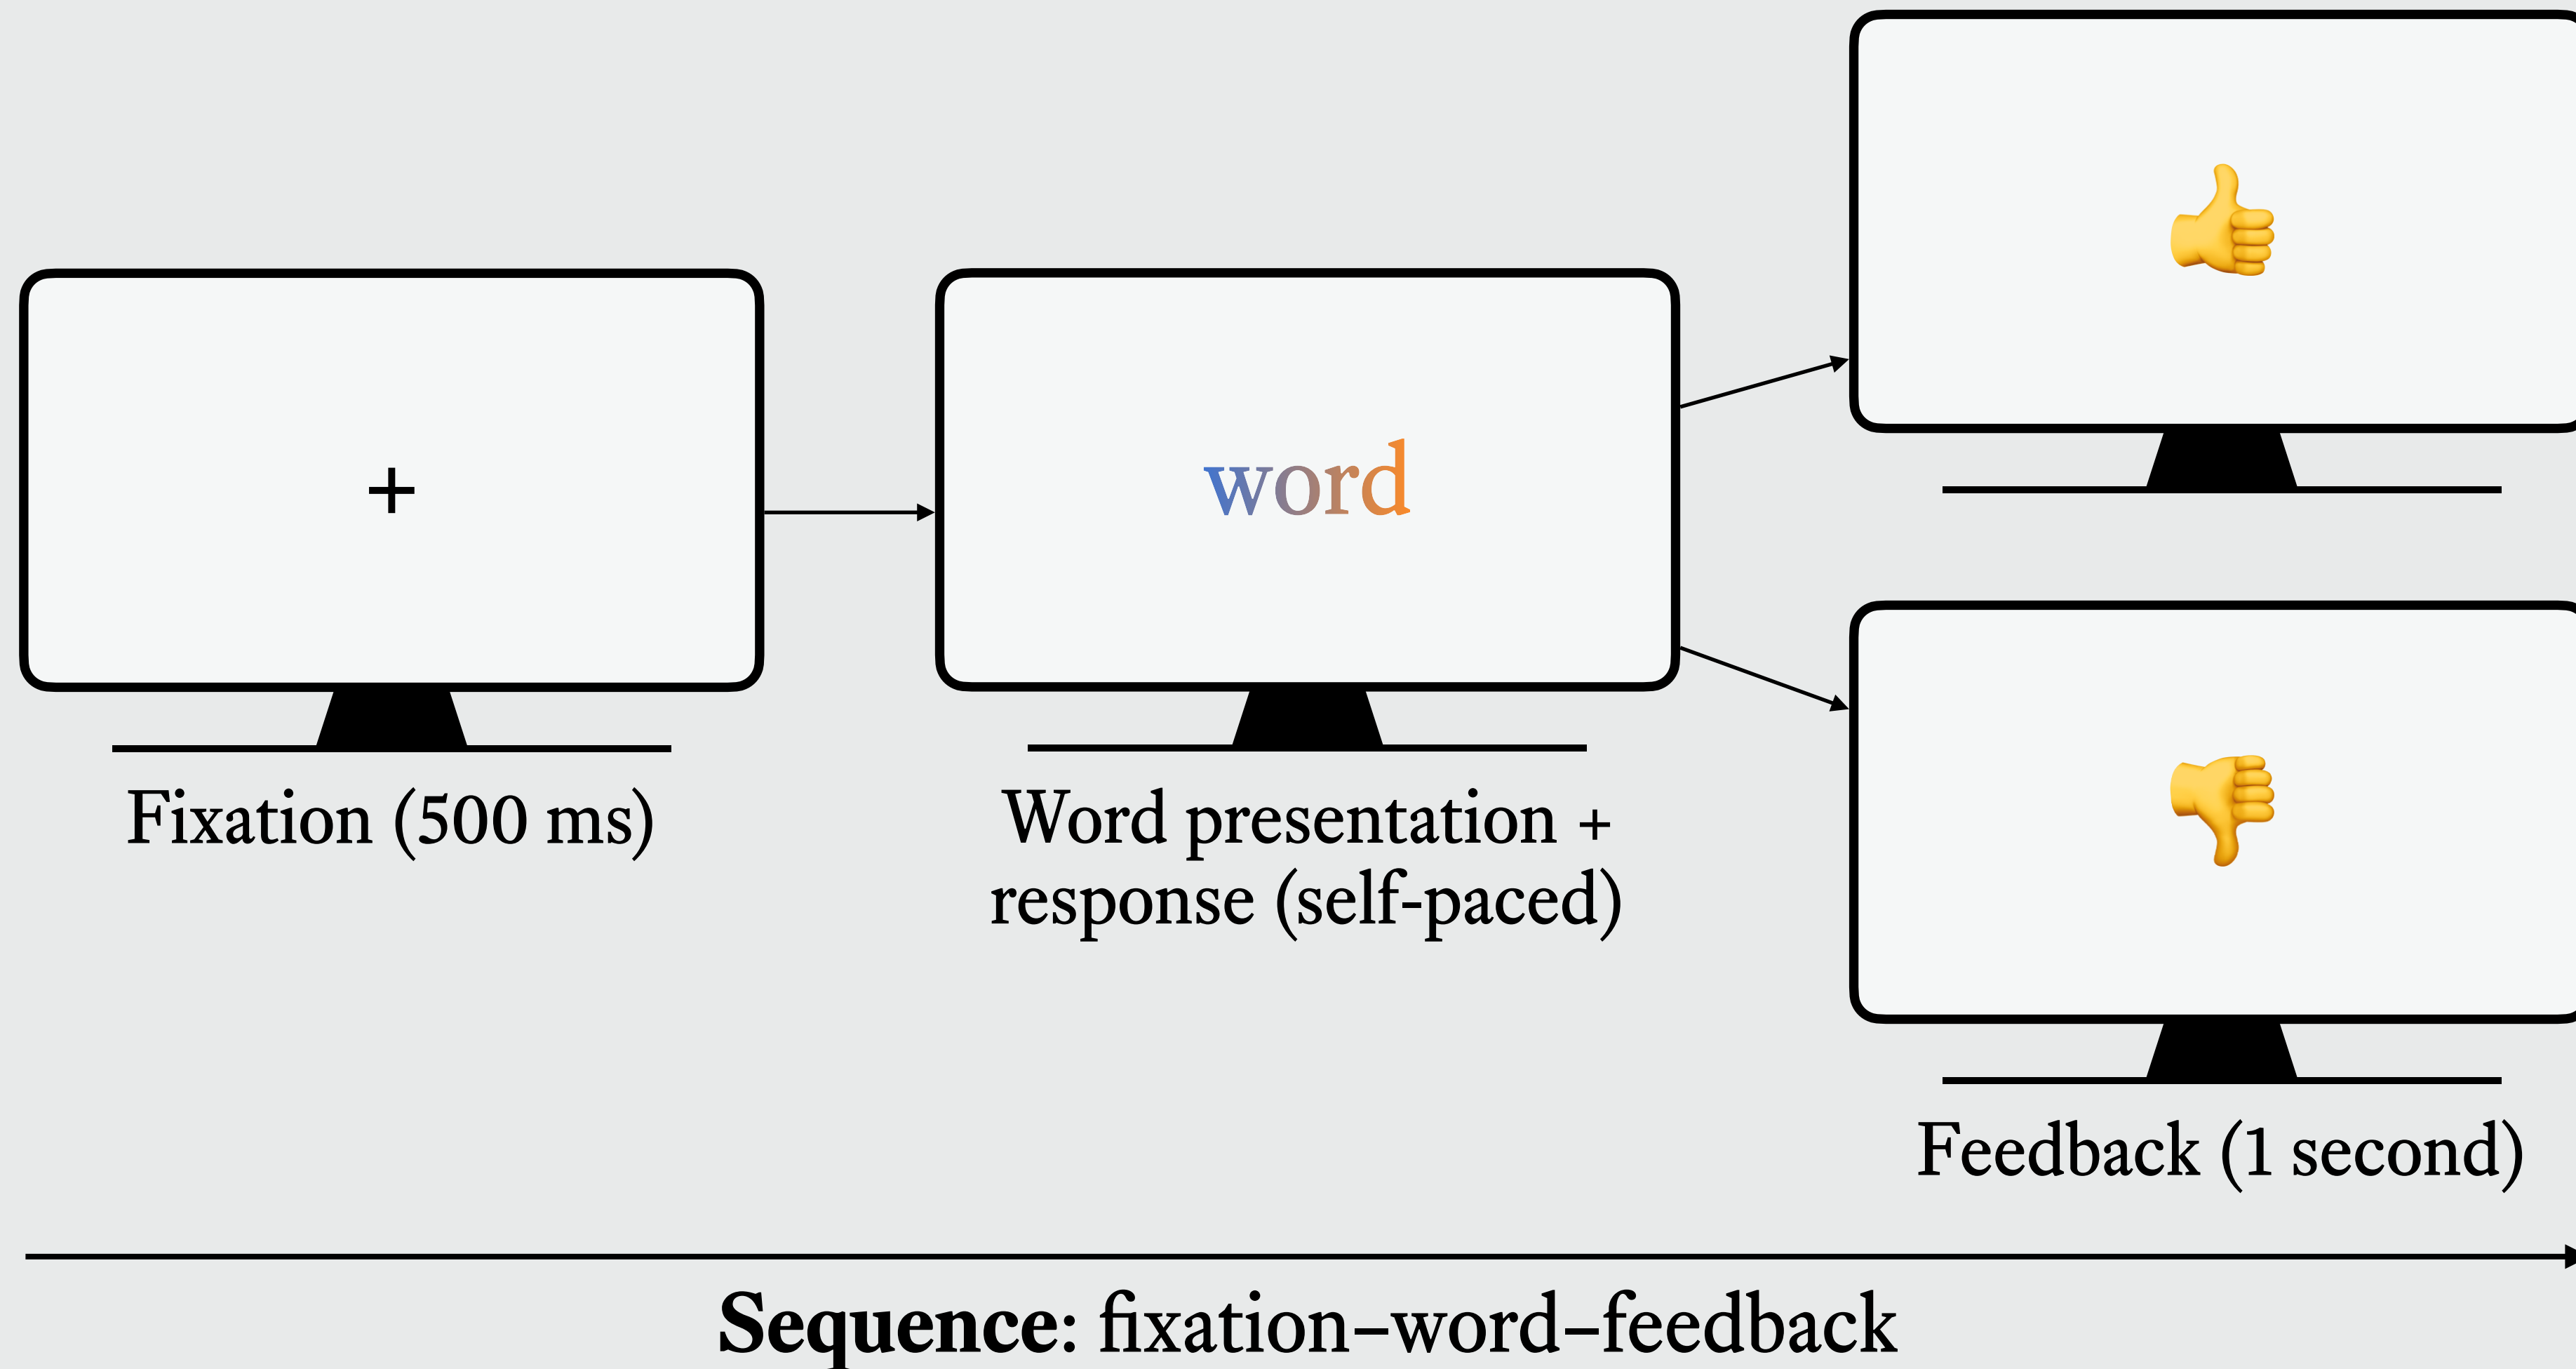 +
word
Fixation (500 ms)
Word presentation +
response (self-paced)
Feedback (1 second)
Sequence: fixation–word–feedback